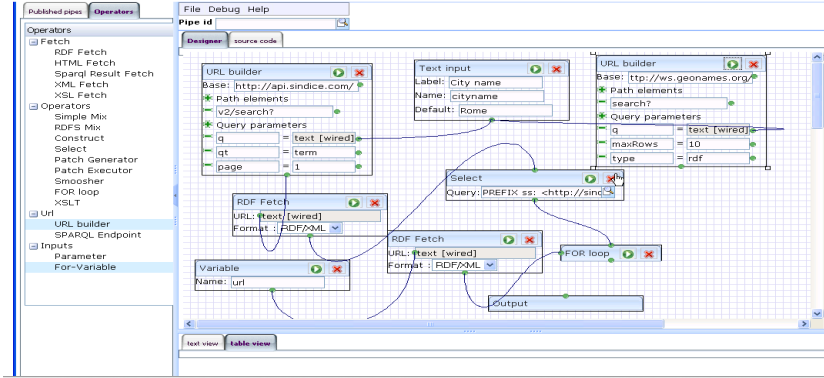 Published pipes Operators
Operators
Fetch
RDF Fetch
HTML Fetch
Sparql Result Fetch
XML Fetch
XSL Fetch
Operators
Simple Mix
RDFS Mix
Construct
Select
Patch Generator
Patch Executor
Smoosher
FOR loop
XSLT
Url
URL builder
SPARQL Endpoint
Inputs
Parameter
For-Variable
File Debug Help
Pipe id
Designer source code
URL builder
Base: http://api.sindice.com/
Path elements
v2/search?
Query parameters
q = text [wired]
qt = term
page = 1
Text input
Label: City name
Name: cityname
Default: Rome
URL builder
Base: ttp://ws.geonames.org/
Path elements
search?
Query parameters
q = text [wired]
maxRows = 10
type = rdf
Select
Query: PREFIX ss: <http://sind
RDF Fetch
URL: text [wired]
Format : RDF/XML
RDF Fetch
URL: text [wired]
Format : RDF/XML
FOR loop
Variable
Name: url
Output
text view table view